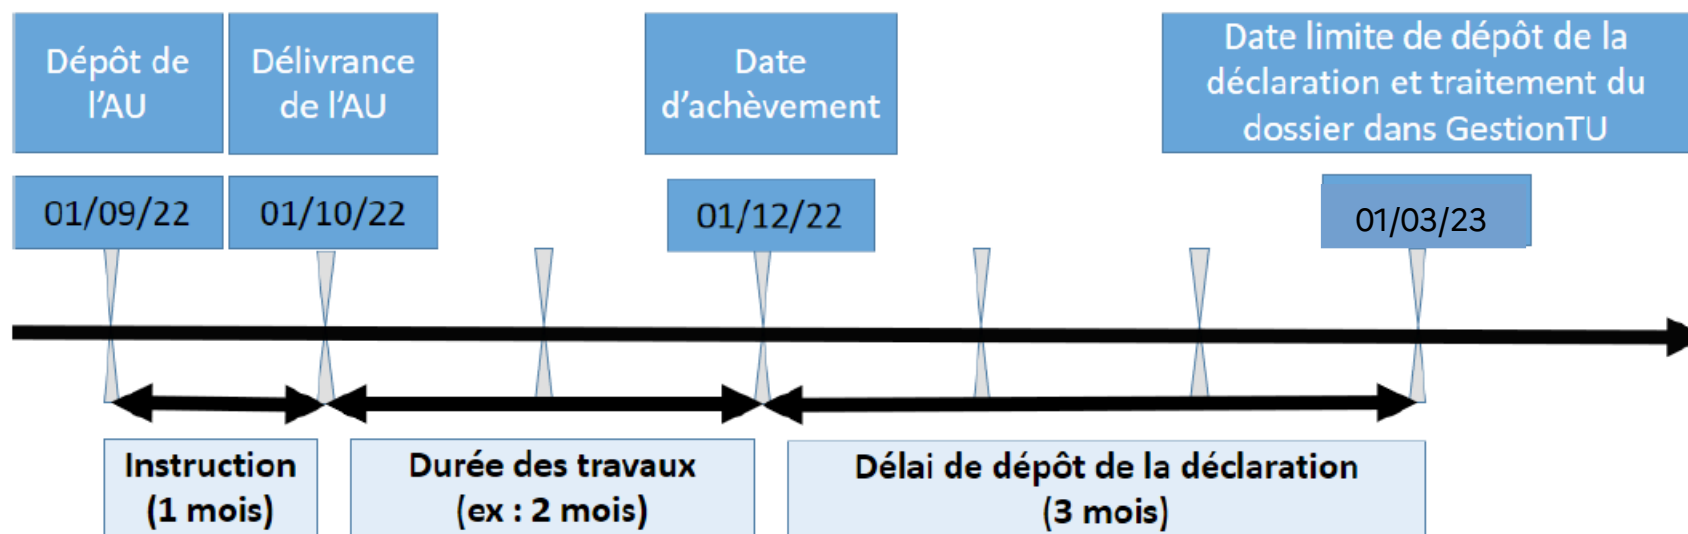 Dépôt de
l'AU
Délivrance
de l'AU
Date
d'achèvement
Date limite de dépôt de la
déclaration et traitement du
dossier dans GestionTU
01/09/22
01/10/22
01/12/22
01/03/23
Instruction
(1 mois)
Durée des travaux
(ex : 2 mois)
Délai de dépôt de la déclaration
(3 mois)